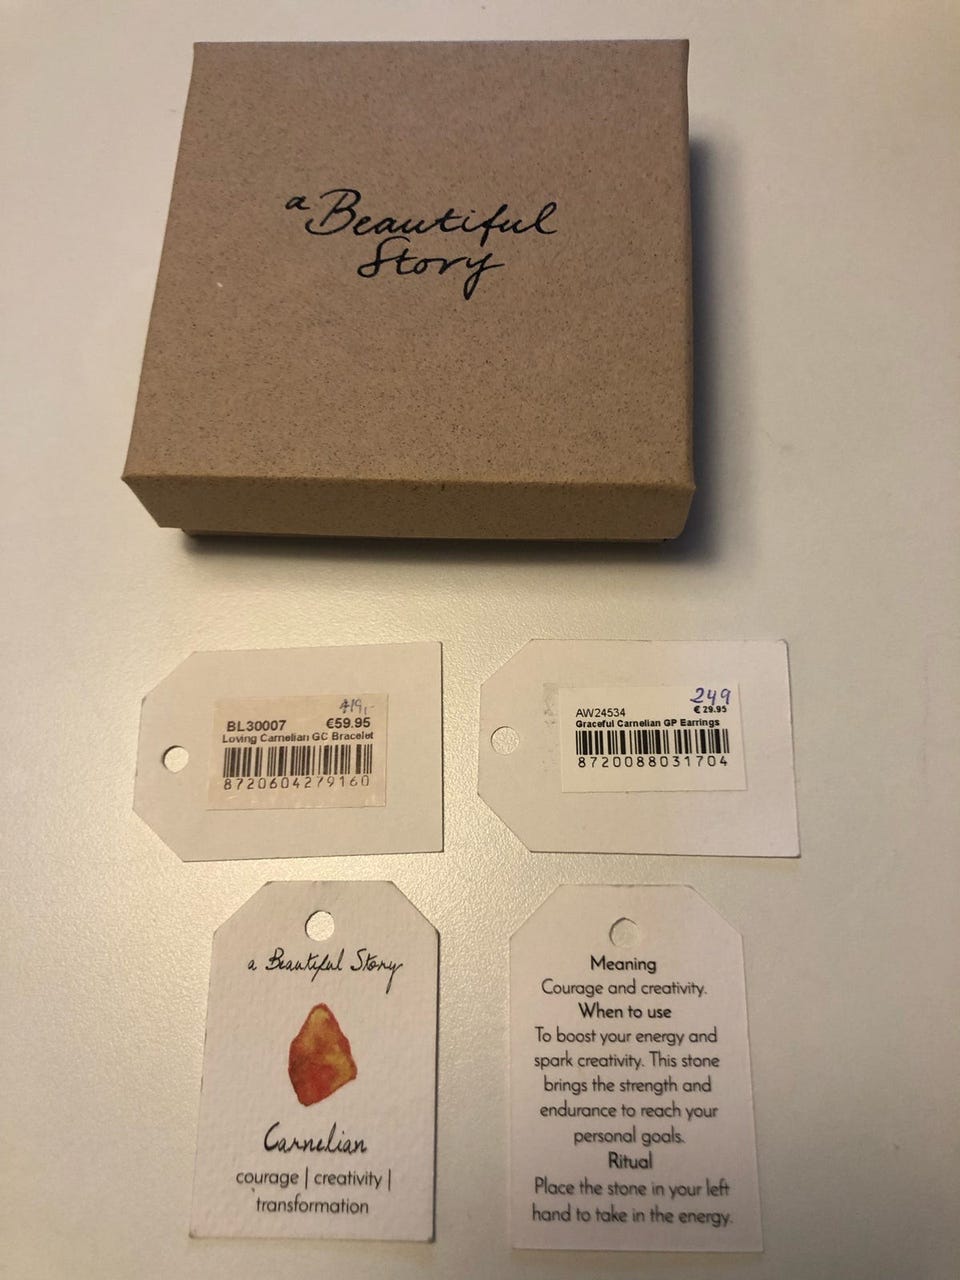 a Beautiful
Story
419,-
BL30007 €59.95
Loving Carnelian GC Bracelet
8720604279160
249
AW24534 € 29.95
Graceful Carnelian GP Earrings
8720088031704
a Beautiful Story
Carnelian
courage | creativity |
transformation
Meaning
Courage and creativity.
When to use
To boost your energy and
spark creativity. This stone
brings the strength and
endurance to reach your
personal goals.
Ritual
Place the stone in your left
hand to take in the energy.